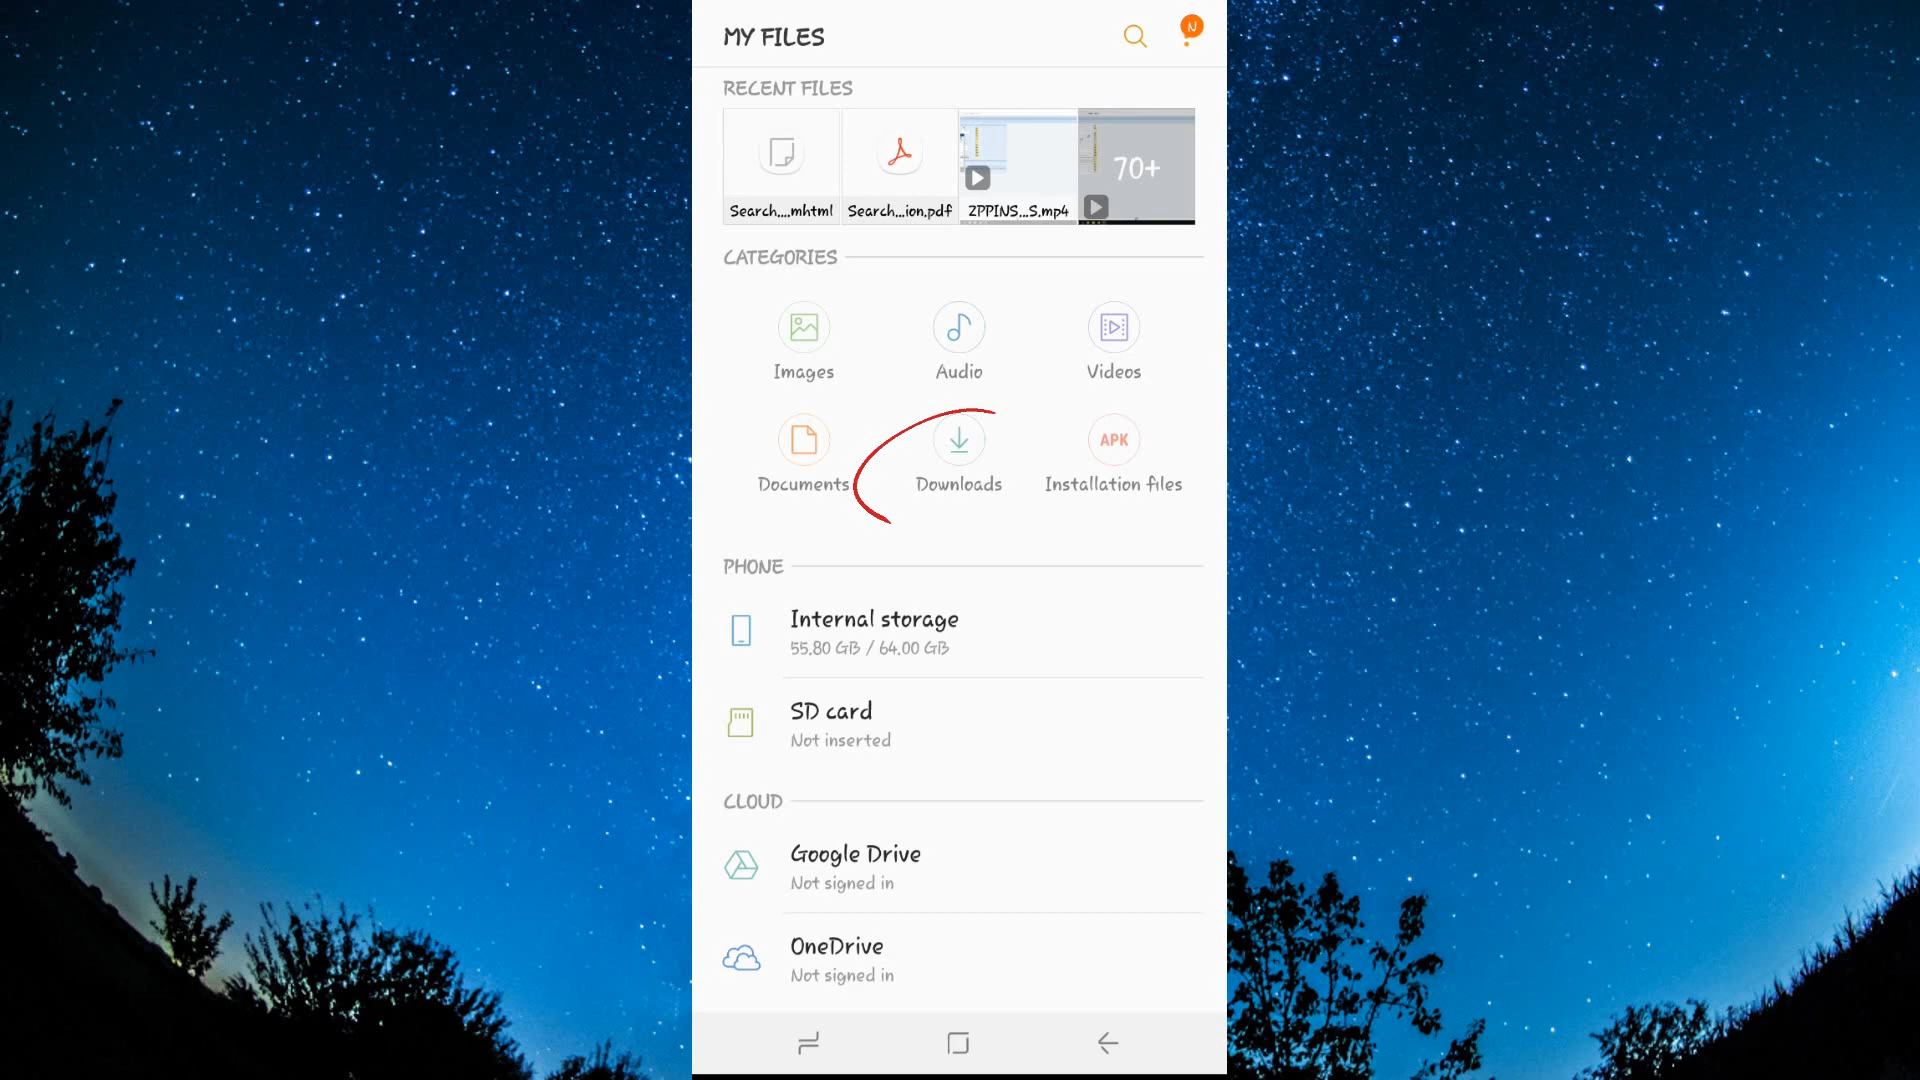 MY FILES
N
RECENT FILES
70+
Search....mhtml
Search...ion.pdf
ZPPINS...S.mp4
CATEGORIES
Images
Audio
Videos
APK
Documents
Downloads
Installation files
PHONE
Internal storage
55.80 GB / 64.00 GB
SD card
Not inserted
CLOUD
Google Drive
Not signed in
OneDrive
Not signed in